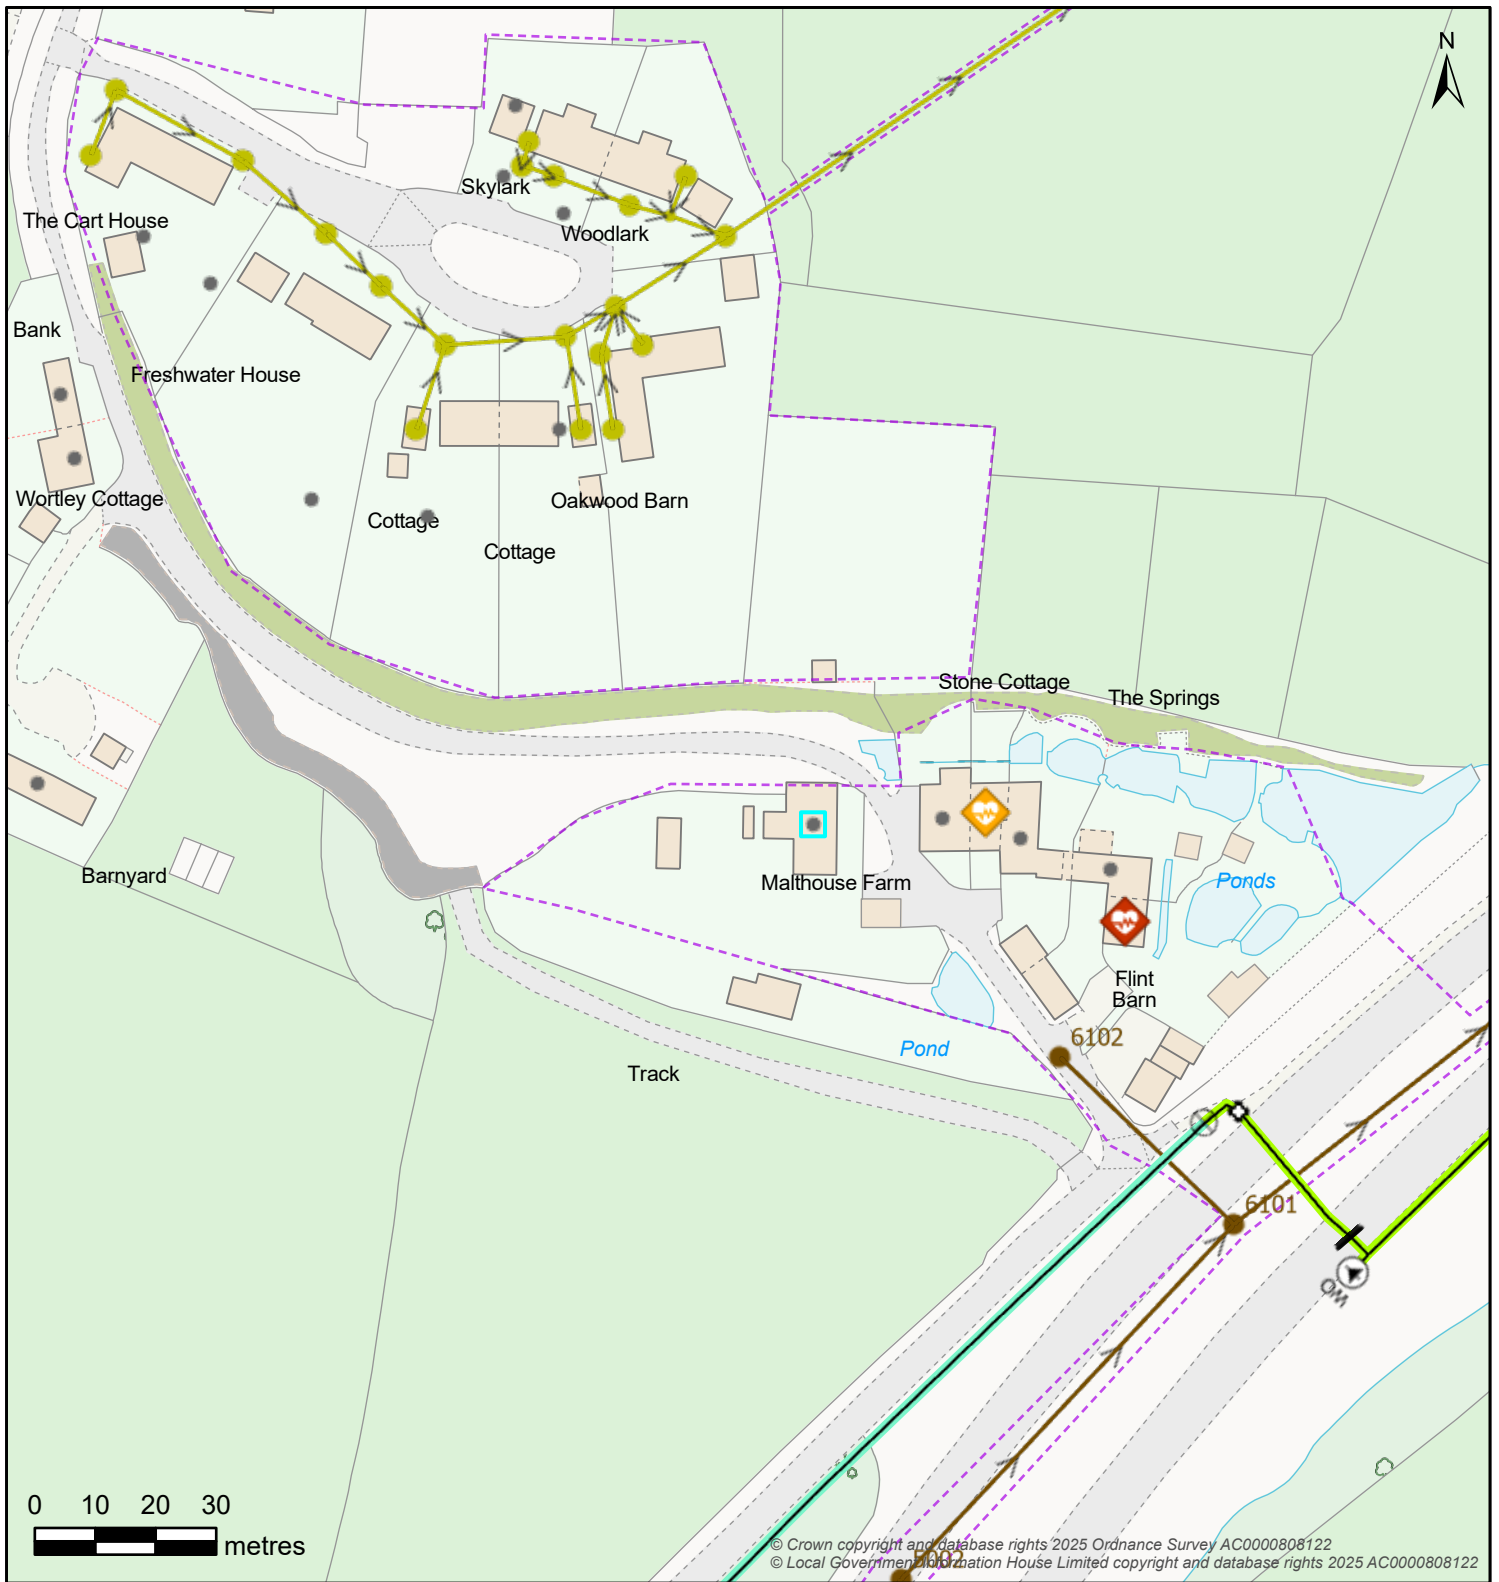 N
Skylark
The Cart House
Woodlark
Bank
Freshwater House
Wortley Cottage
Oakwood Barn
Cottage
Cottage
Stone Cottage
The Springs
Barnyard
Malthouse Farm
Ponds
Flint
Barn
6102
Pond
Track
6101
OW
0 10 20 30
metres
5002
© Crown copyright and database rights 2025 Ordnance Survey AC0000808122
© Local Government Information House Limited copyright and database rights 2025 AC0000808122